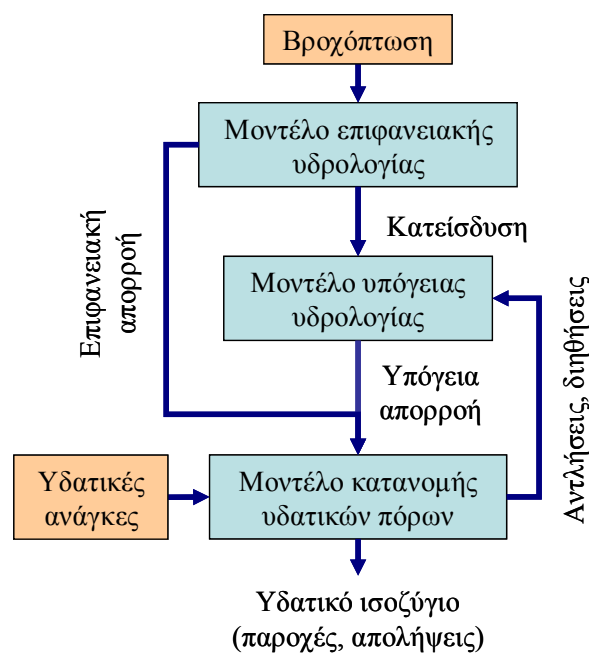 Βροχόπτωση
Μοντέλο επιφανειακής
υδρολογίας
Επιφανειακή
απορροή
Κατείσδυση
Μοντέλο υπόγειας
υδρολογίας
Υπόγεια
απορροή
Αντλήσεις, διηθήσεις
Υδατικές
ανάγκες
Μοντέλο κατανομής
υδατικών πόρων
Υδατικό ισοζύγιο
(παροχές, απολήψεις)